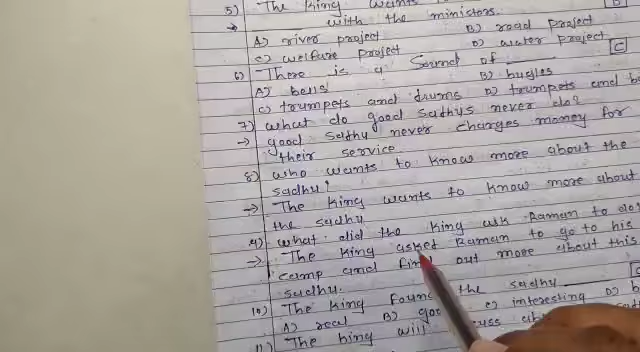 5) The King wants
→ with the ministers.
A) river project B) road project
C) welfare project D) water project
6) There is a Sound of ______ [C]
A) bells B) bugles
C) trumpets and drums D) trumpets and
7) what do good sadhus never do?
→ good sadhu never charges money for
their service
8) who wants to know more about the
sadhu?
→ The King wants to know more about
the sadhu
9) what did the King ask Raman to do?
→ The King asked Raman to go to his
camp and find out more about this
sadhu.
10) The King found the sadhu ______
A) real B) c) interesting D)
11) The King will